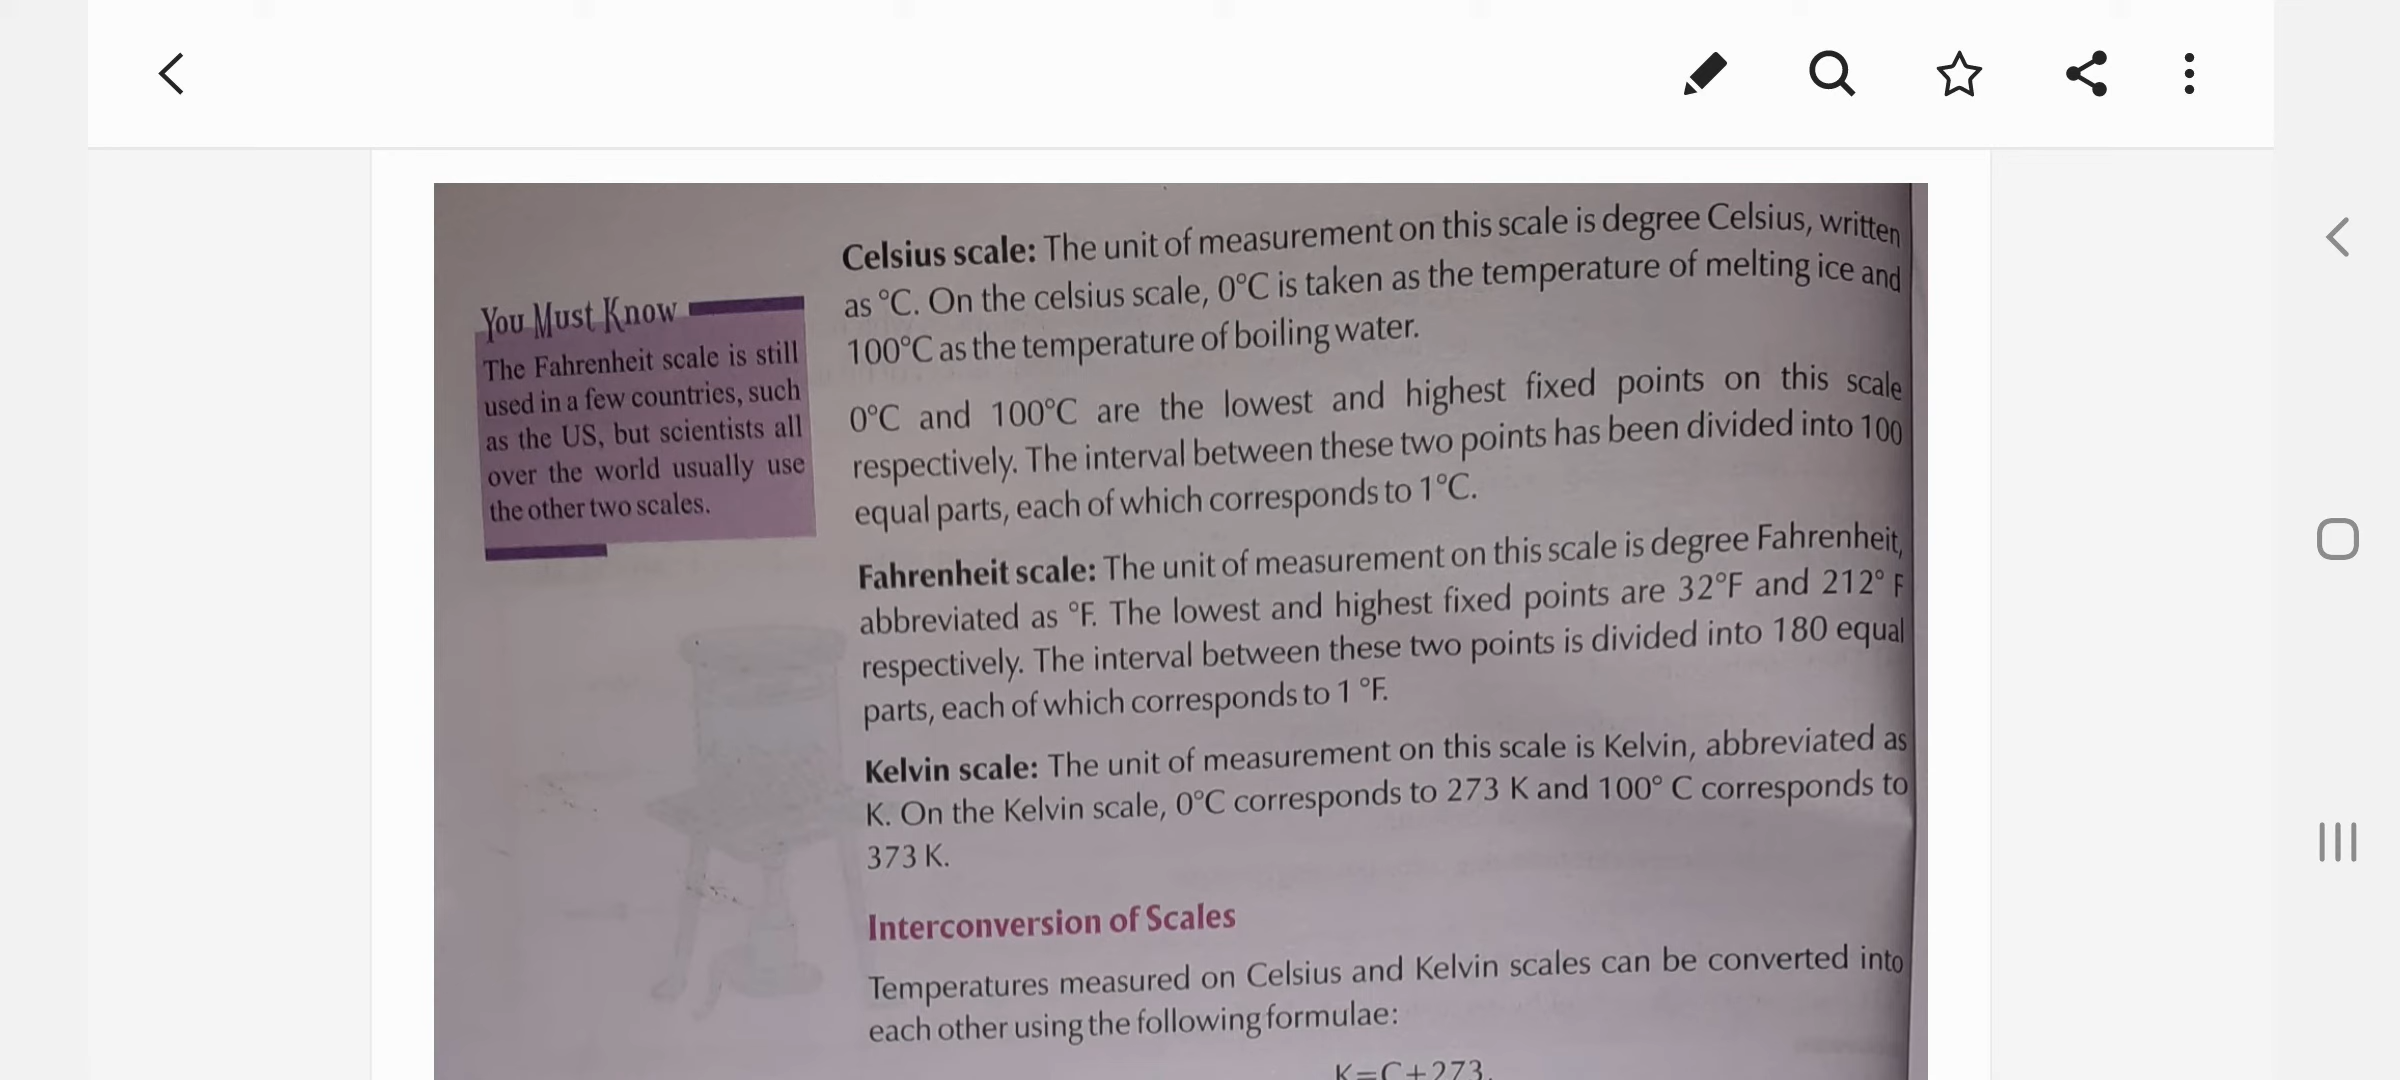 You Must Know
The Fahrenheit scale is still
used in a few countries, such
as the US, but scientists all
over the world usually use
the other two scales.
Celsius scale: The unit of measurement on this scale is degree Celsius, written
as °C. On the celsius scale, 0°C is taken as the temperature of melting ice and
100°C as the temperature of boiling water.
0°C and 100°C are the lowest and highest fixed points on this scale
respectively. The interval between these two points has been divided into 100
equal parts, each of which corresponds to 1°C.
Fahrenheit scale: The unit of measurement on this scale is degree Fahrenheit,
abbreviated as °F. The lowest and highest fixed points are 32°F and 212° F
respectively. The interval between these two points is divided into 180 equal
parts, each of which corresponds to 1 °F.
Kelvin scale: The unit of measurement on this scale is Kelvin, abbreviated as
K. On the Kelvin scale, 0°C corresponds to 273 K and 100° C corresponds to
373 K.
Interconversion of Scales
Temperatures measured on Celsius and Kelvin scales can be converted into
each other using the following formulae:
K=C+273.